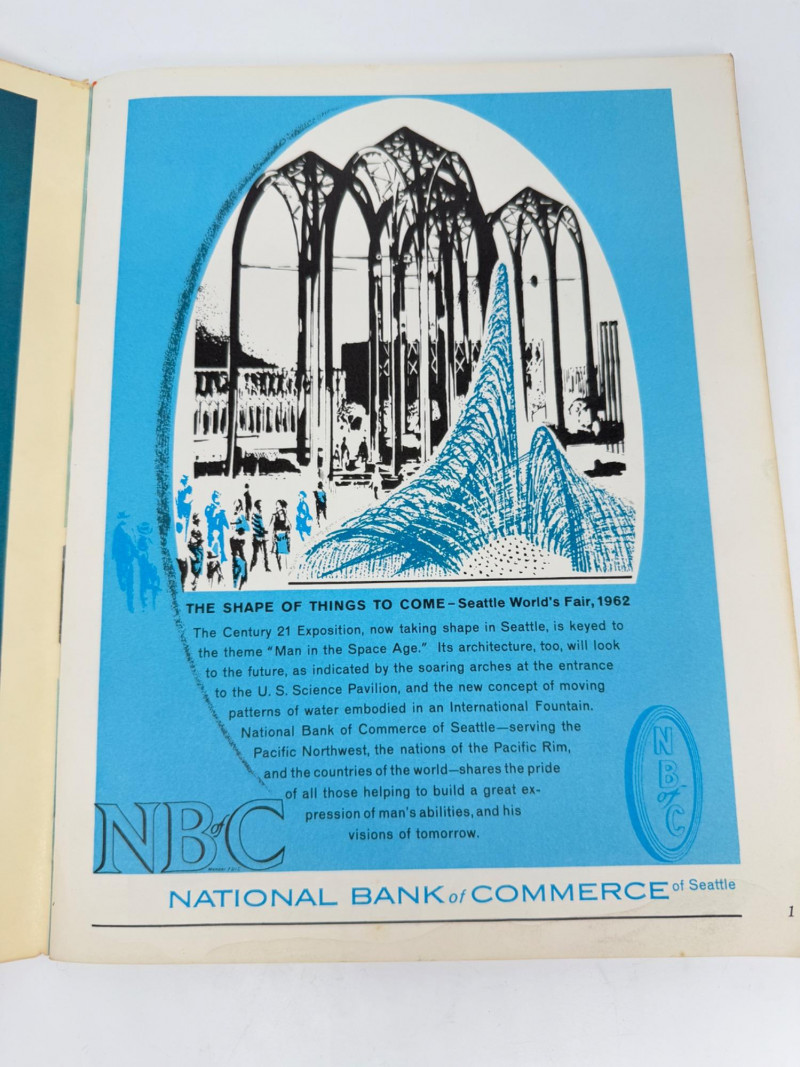 THE SHAPE OF THINGS TO COME – Seattle World's Fair, 1962
The Century 21 Exposition, now taking shape in Seattle, is keyed to
the theme "Man in the Space Age." Its architecture, too, will look
to the future, as indicated by the soaring arches at the entrance
to the U. S. Science Pavilion, and the new concept of moving
patterns of water embodied in an International Fountain.
National Bank of Commerce of Seattle—serving the
Pacific Northwest, the nations of the Pacific Rim,
and the countries of the world—shares the pride
of all those helping to build a great ex-
pression of man's abilities, and his
visions of tomorrow.
NB of C
N
B
of
C
NATIONAL BANK of COMMERCE of Seattle
1